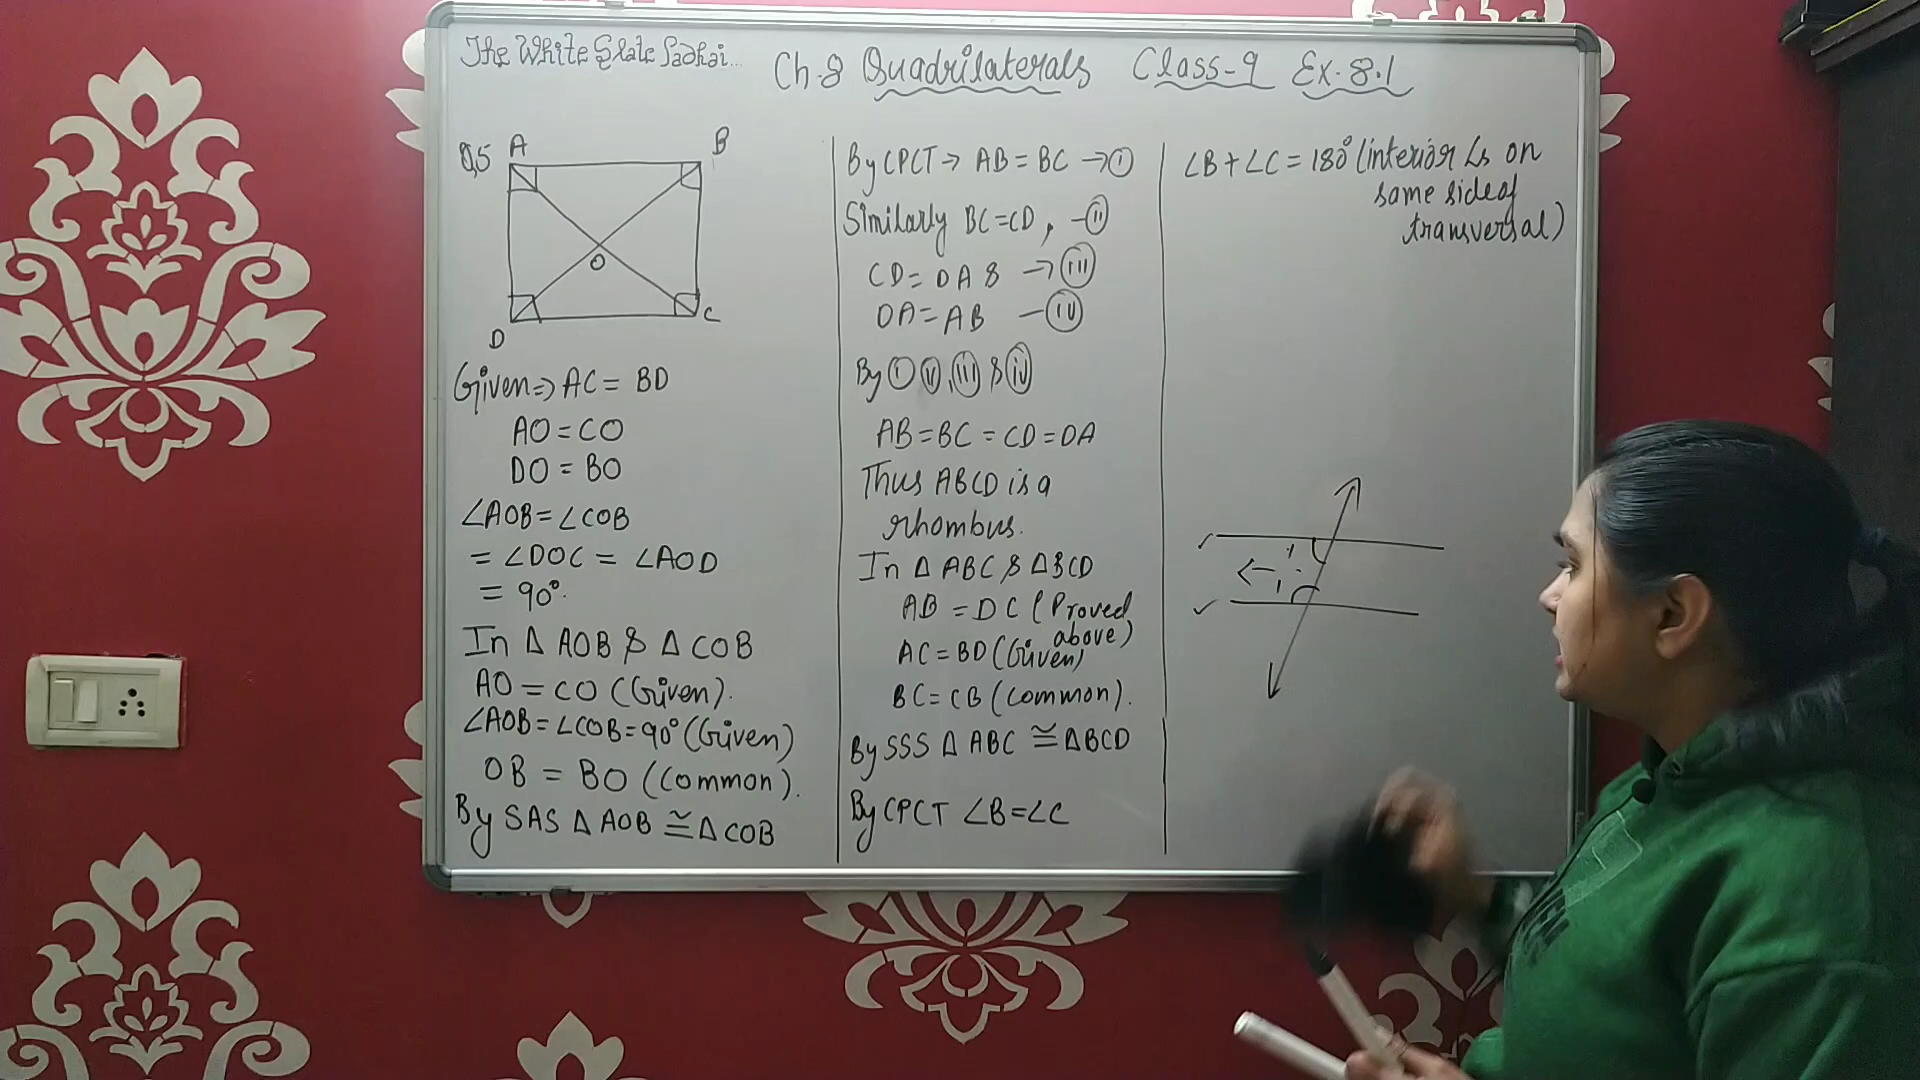 The White Slate Padhai...
Ch.8 Quadrilaterals Class-9 Ex.8.1
Q.5
A
B
O
D
C
Given⇒ AC = BD
AO = CO
DO = BO
∠AOB = ∠COB
= ∠DOC = ∠AOD
= 90°.
In Δ AOB & Δ COB
AO = CO (Given).
∠AOB = ∠COB = 90° (Given)
OB = BO (Common).
By SAS Δ AOB ≅ Δ COB
By CPCT → AB = BC → (i)
Similarly BC = CD, - (ii)
CD = DA & → (iii)
DA = AB - (iv)
By (i) (ii), (iii) & (iv)
AB = BC = CD = DA
Thus ABCD is a
rhombus.
In Δ ABC & Δ BCD
AB = DC (Proved
above)
AC = BD (Given)
BC = CB (Common).
By SSS Δ ABC ≅ Δ BCD
By CPCT ∠B = ∠C
∠B + ∠C = 180° (interior ∠s on
same side of
transversal)